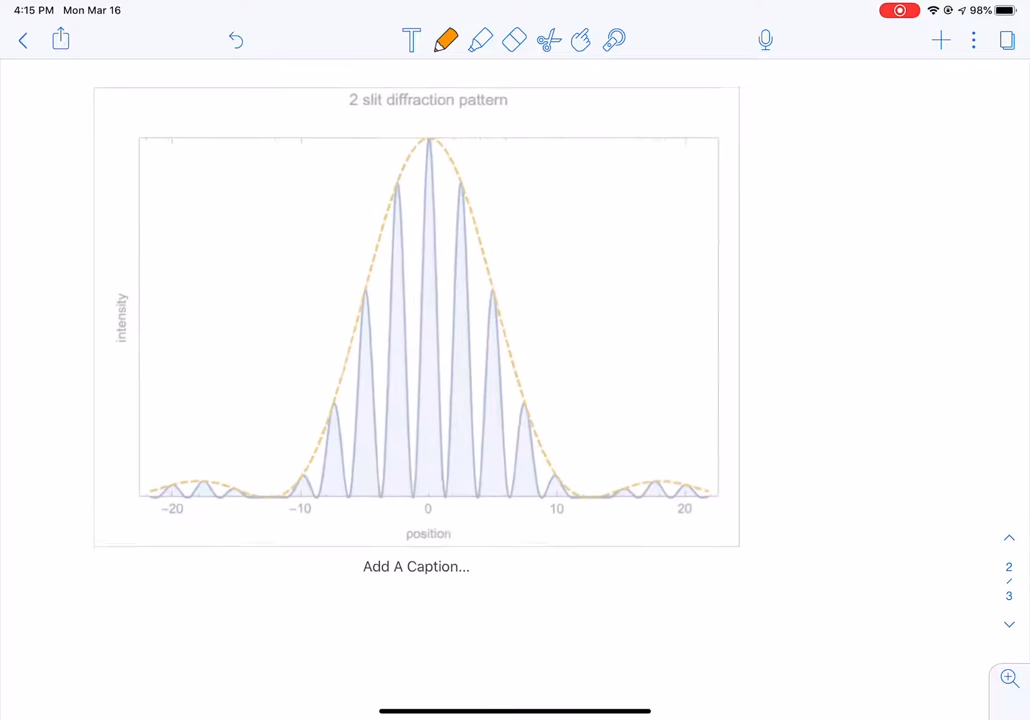 4:15 PM Mon Mar 16 98%
T
2 slit diffraction pattern
intensity
−20 −10 0 10 20
position
Add A Caption...
2
/
3